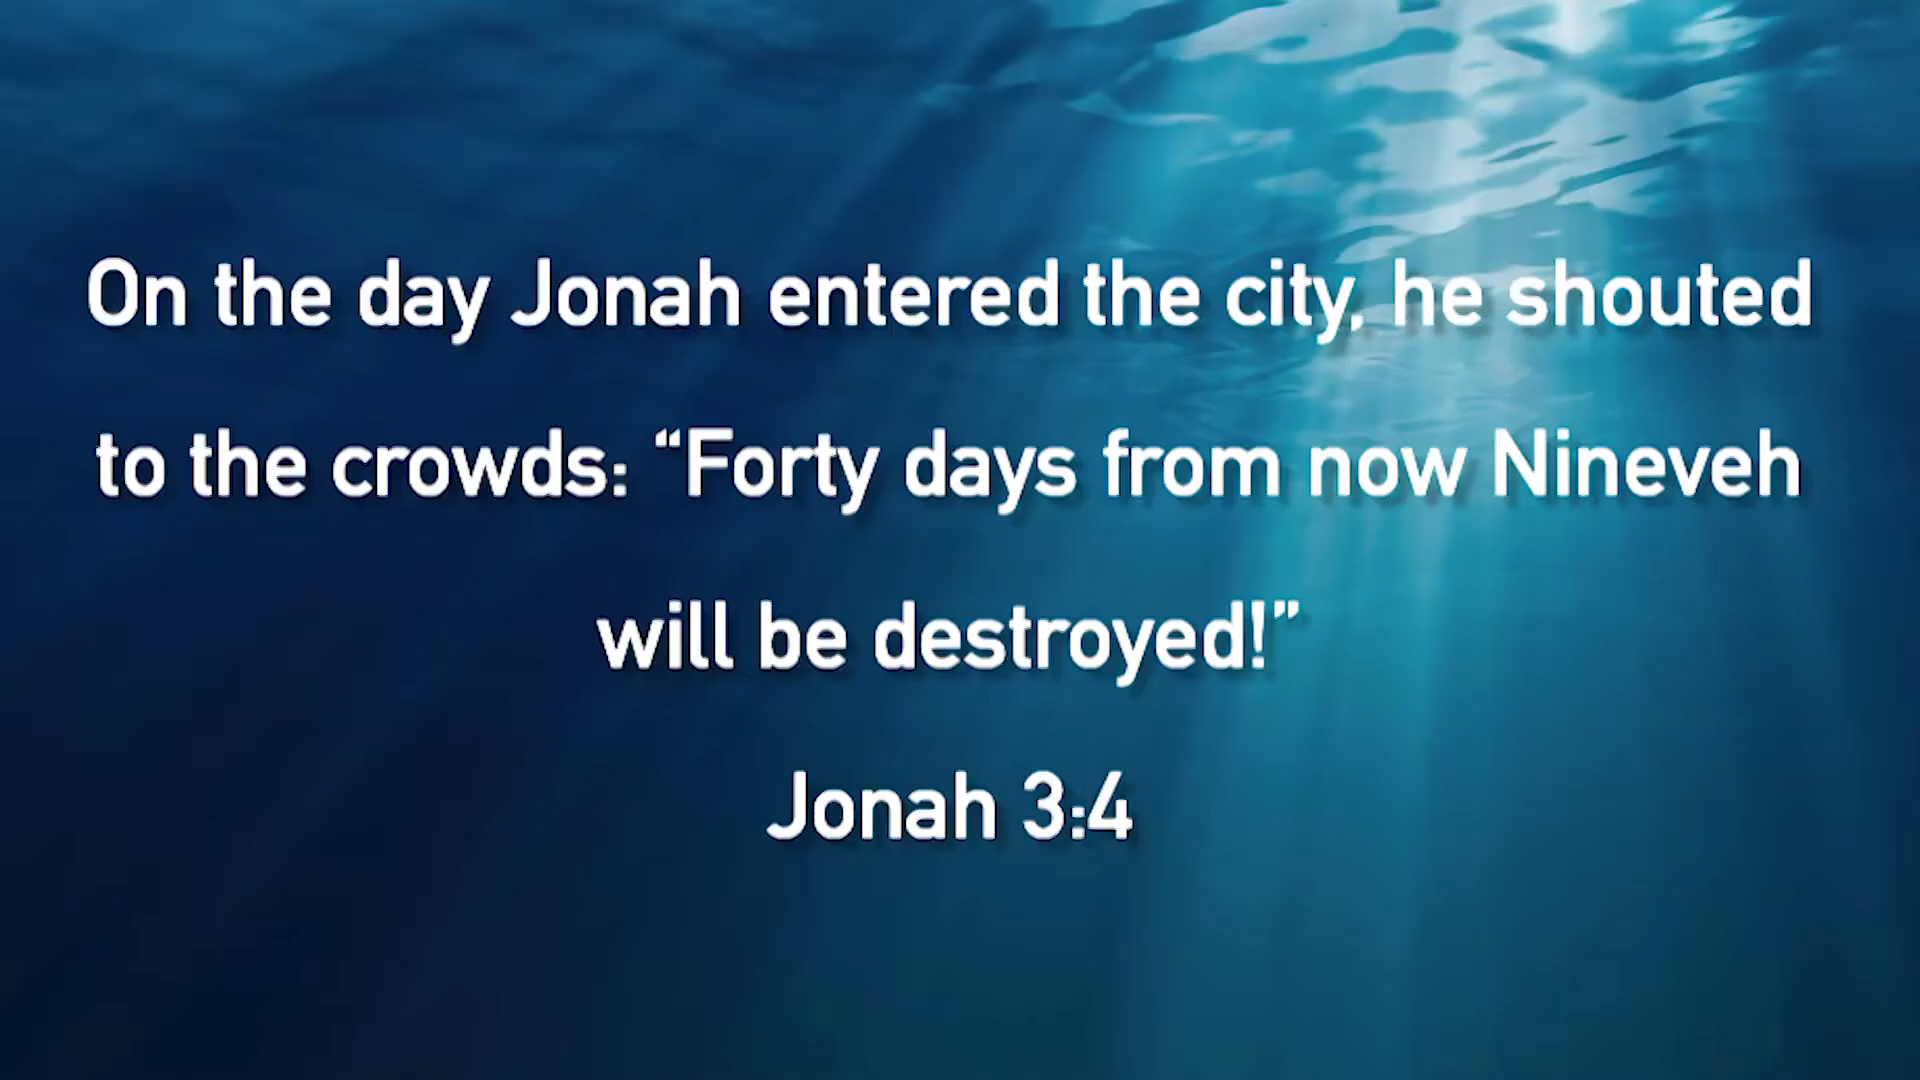 On the day Jonah entered the city, he shouted
to the crowds: “Forty days from now Nineveh
will be destroyed!”
Jonah 3:4